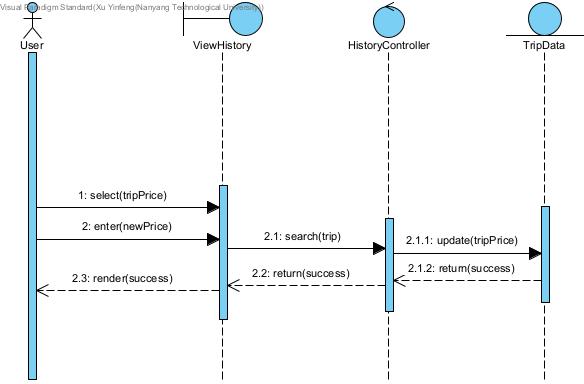 Visual Paradigm Standard(Xu Yinfeng(Nanyang Technological University))
User
ViewHistory
HistoryController
TripData
1: select(tripPrice)
2: enter(newPrice)
2.1: search(trip)
2.1.1: update(tripPrice)
2.1.2: return(success)
2.2: return(success)
2.3: render(success)